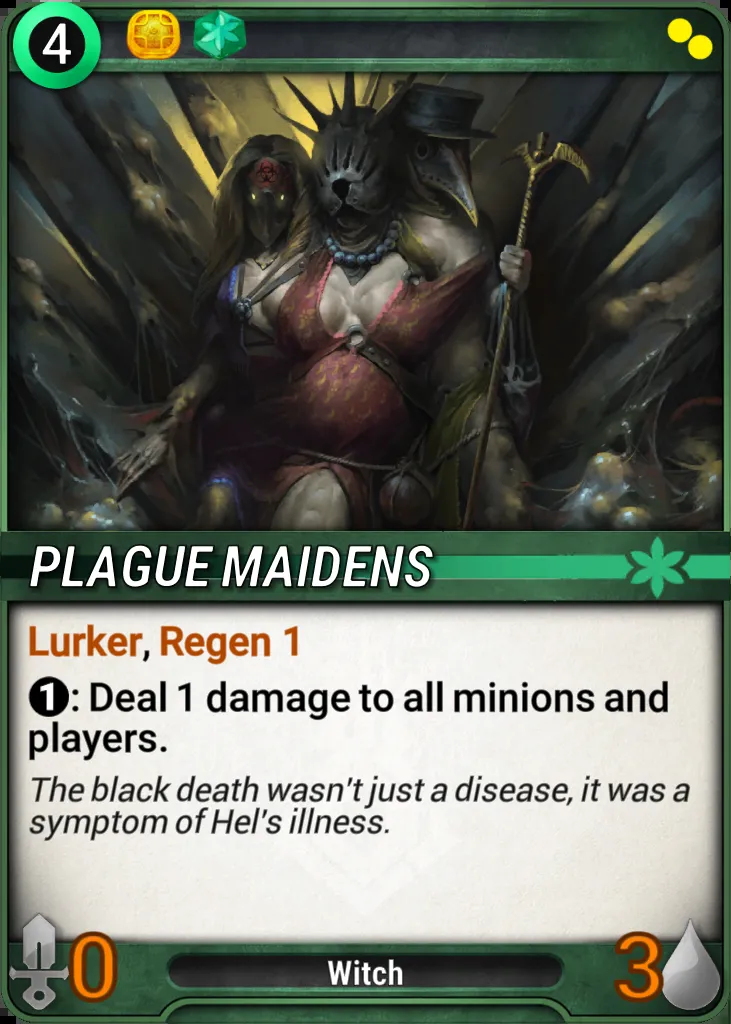 4
PLAGUE MAIDENS
Lurker, Regen 1
1: Deal 1 damage to all minions and
players.
The black death wasn't just a disease, it was a
symptom of Hel's illness.
0
Witch
3